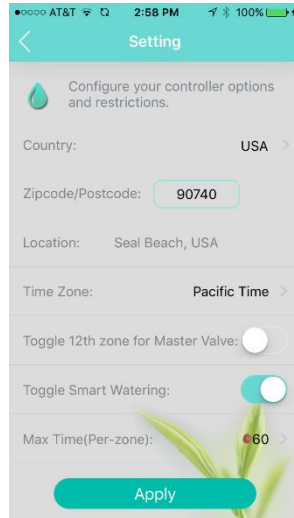 AT&T 2:58 PM 100%
Setting
Configure your controller options
and restrictions.
Country: USA
Zipcode/Postcode: 90740
Location: Seal Beach, USA
Time Zone: Pacific Time
Toggle 12th zone for Master Valve:
Toggle Smart Watering:
Max Time(Per-zone): 60
Apply